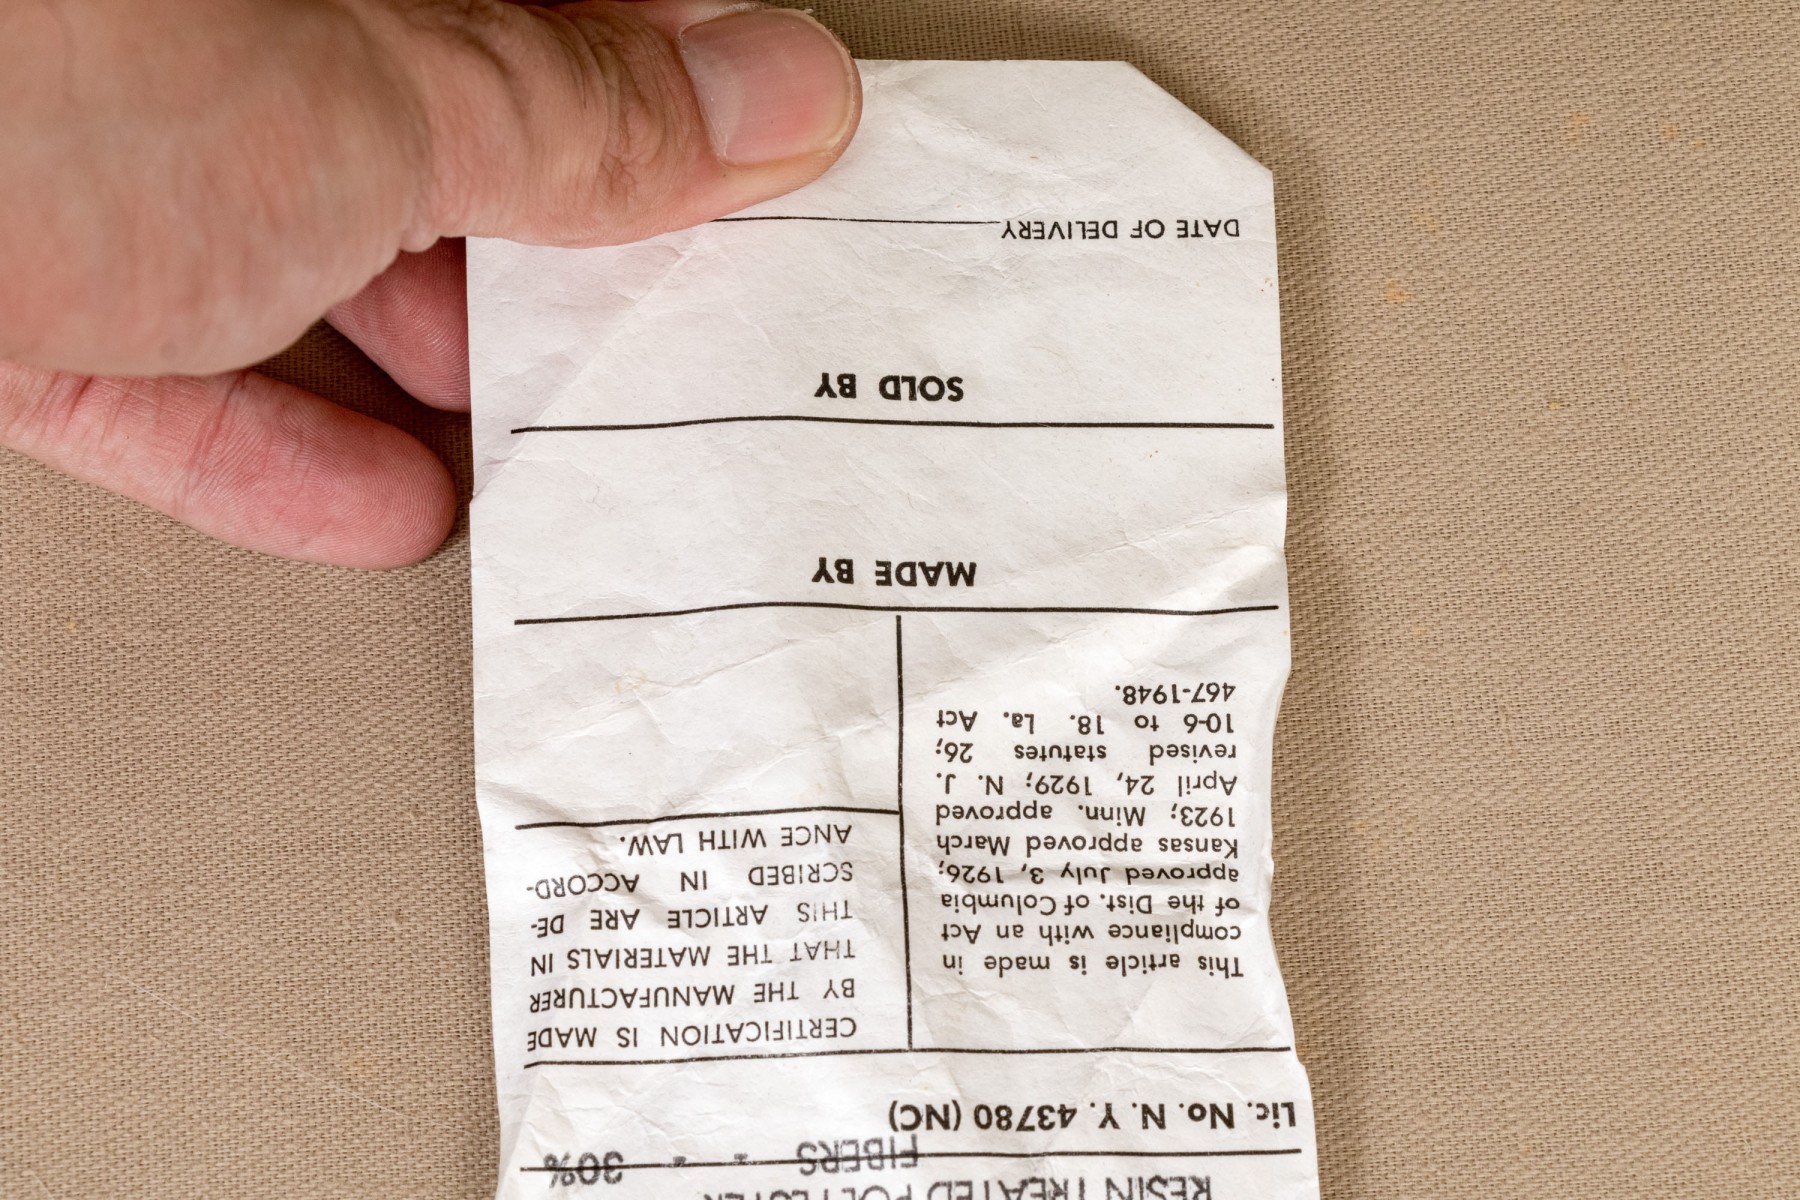 RESIN TREATED POLYESTER
FIBERS - - 30%
Lic. No. N. Y. 43780 (NC)
CERTIFICATION IS MADE
BY THE MANUFACTURER
THAT THE MATERIALS IN
THIS ARTICLE ARE DE-
SCRIBED IN ACCORD-
ANCE WITH LAW.
This article is made in
compliance with an Act
of the Dist. of Columbia
approved July 3, 1926;
Kansas approved March
1923; Minn. approved
April 24, 1929; N. J.
revised statutes 26;
10-6 to 18. La. Act
467-1948.
MADE BY
SOLD BY
DATE OF DELIVERY